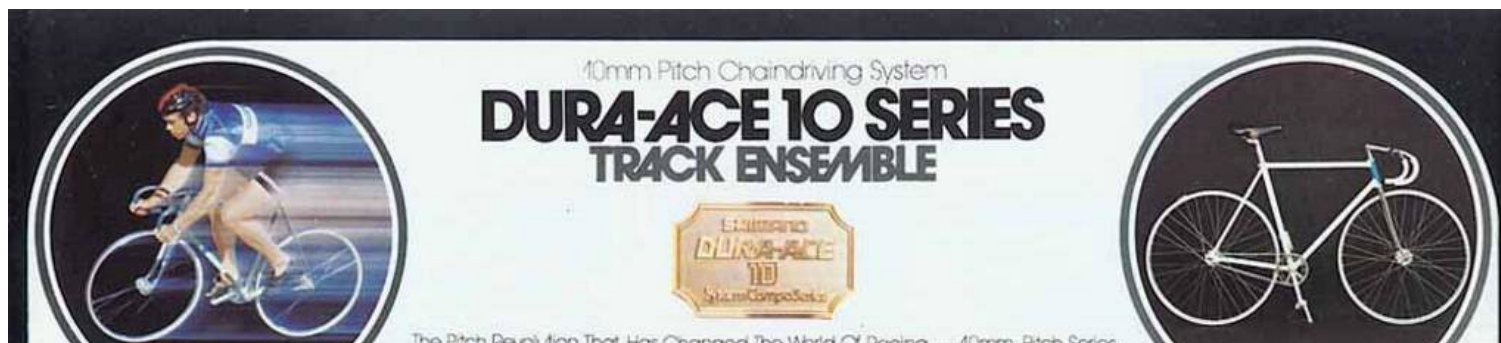 10mm Pitch Chaindriving System
DURA-ACE 10 SERIES
TRACK ENSEMBLE
SHIMANO
DURA-ACE
10
The Pitch Revolution That Has Changed The World Of Racing 10mm Pitch Series